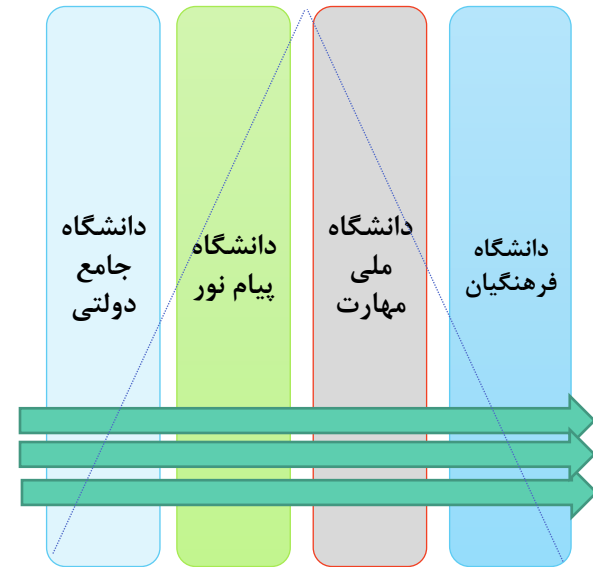 دانشگاه
جامع
دولتی
دانشگاه
پیام نور
دانشگاه
ملی
مهارت
دانشگاه
فرهنگیان